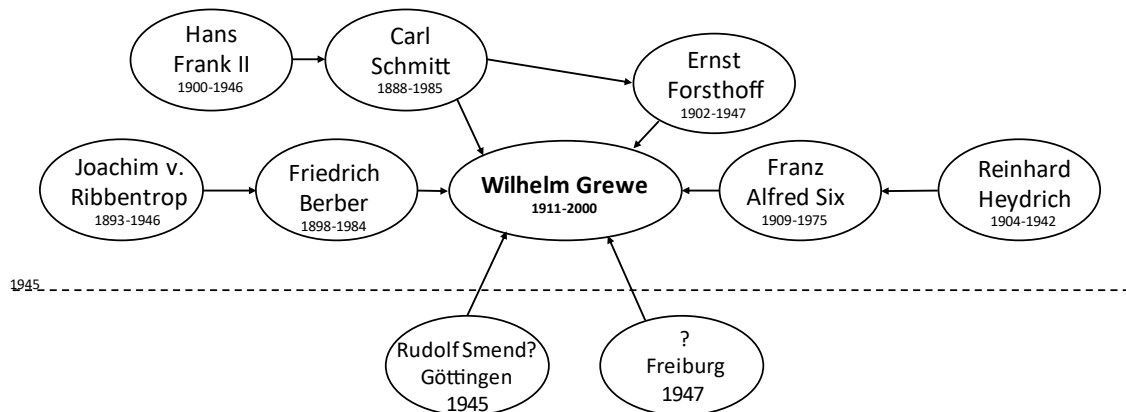 Hans
Frank II
1900-1946
Carl
Schmitt
1888-1985
Ernst
Forsthoff
1902-1947
Joachim v.
Ribbentrop
1893-1946
Friedrich
Berber
1898-1984
Wilhelm Grewe
1911-2000
Franz
Alfred Six
1909-1975
Reinhard
Heydrich
1904-1942
1945
Rudolf Smend?
Göttingen
1945
?
Freiburg
1947